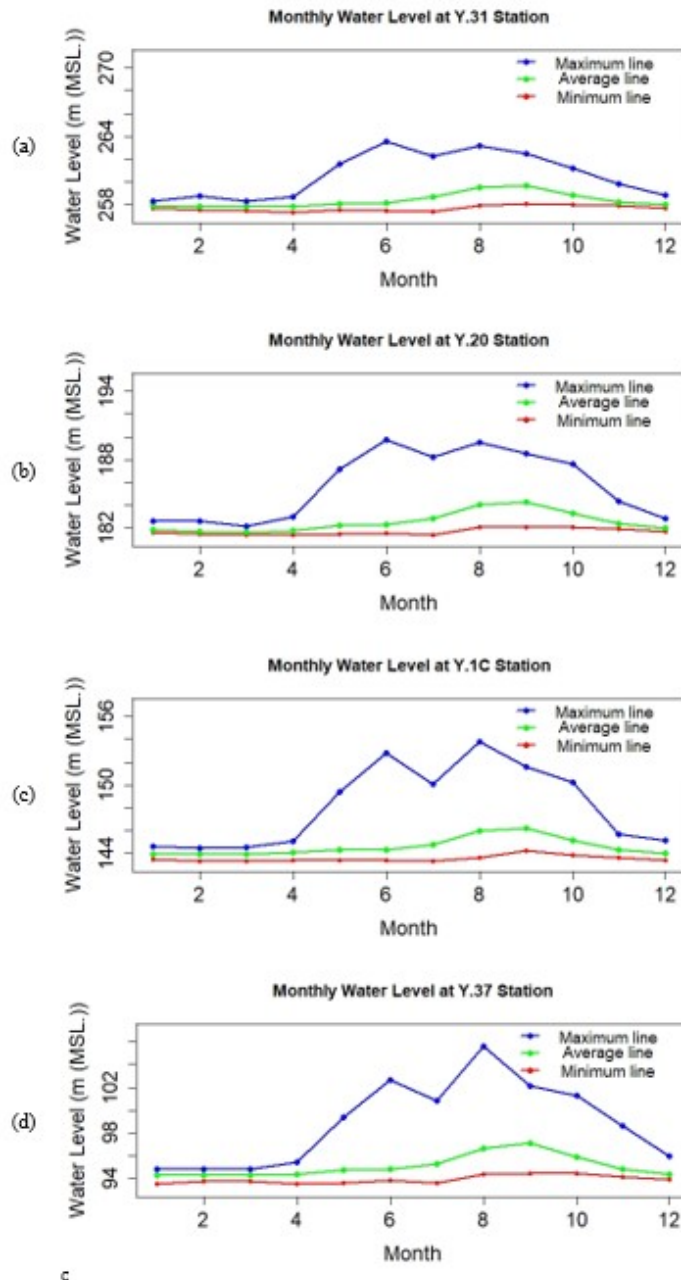 Monthly Water Level at Y.31 Station
(a)
Water Level (m (MSL.))
270
264
258
Maximum line
Average line
Minimum line
2 4 6 8 10 12
Month
Monthly Water Level at Y.20 Station
(b)
Water Level (m (MSL.))
194
188
182
Maximum line
Average line
Minimum line
2 4 6 8 10 12
Month
Monthly Water Level at Y.1C Station
(c)
Water Level (m (MSL.))
156
150
144
Maximum line
Average line
Minimum line
2 4 6 8 10 12
Month
Monthly Water Level at Y.37 Station
(d)
Water Level (m (MSL.))
102
98
94
Maximum line
Average line
Minimum line
2 4 6 8 10 12
Month